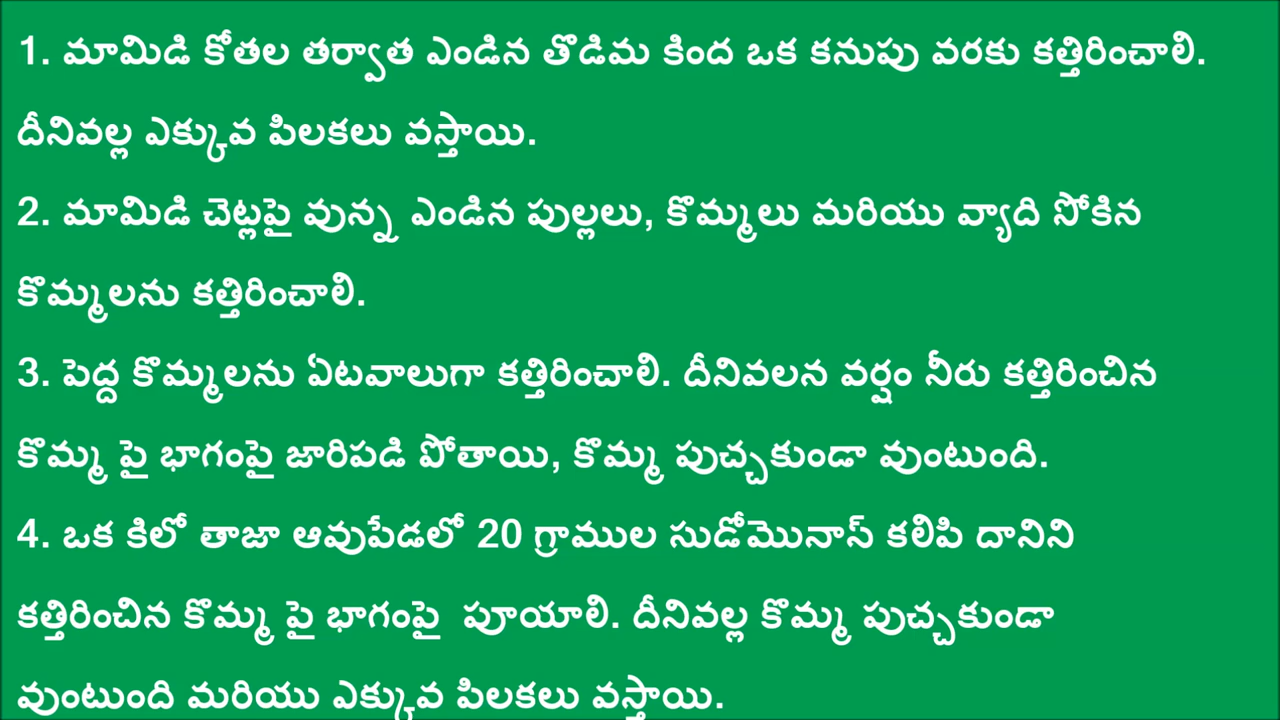 1. మామిడి కోతల తర్వాత ఎండిన తొడిమ కింద ఒక కనుపు వరకు కత్తిరించాలి.
దీనివల్ల ఎక్కువ పిలకలు వస్తాయి.
2. మామిడి చెట్లపై వున్న ఎండిన పుల్లలు, కొమ్మలు మరియు వ్యాది సోకిన
కొమ్మలను కత్తిరించాలి.
3. పెద్ద కొమ్మలను ఏటవాలుగా కత్తిరించాలి. దీనివలన వర్షం నీరు కత్తిరించిన
కొమ్మ పై భాగంపై జారిపడి పోతాయి, కొమ్మ పుచ్చకుండా వుంటుంది.
4. ఒక కిలో తాజా ఆవుపేడలో 20 గ్రాముల సుడోమొనాస్ కలిపి దానిని
కత్తిరించిన కొమ్మ పై భాగంపై పూయాలి. దీనివల్ల కొమ్మ పుచ్చకుండా
వుంటుంది మరియు ఎక్కువ పిలకలు వస్తాయి.